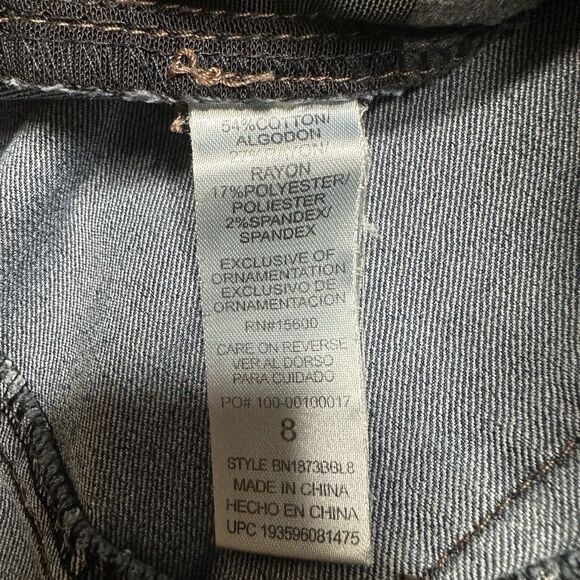 54%COTTON/
ALGODON
RAYON
17%POLYESTER/
POLIESTER
2%SPANDEX/
SPANDEX
EXCLUSIVE OF
ORNAMENTATION
EXCLUSIVO DE
ORNAMENTACION
RN#15600
CARE ON REVERSE
VER AL DORSO
PARA CUIDADO
PO# 100-00100017
8
STYLE BN1873BBL8
MADE IN CHINA
HECHO EN CHINA
UPC 193596081475